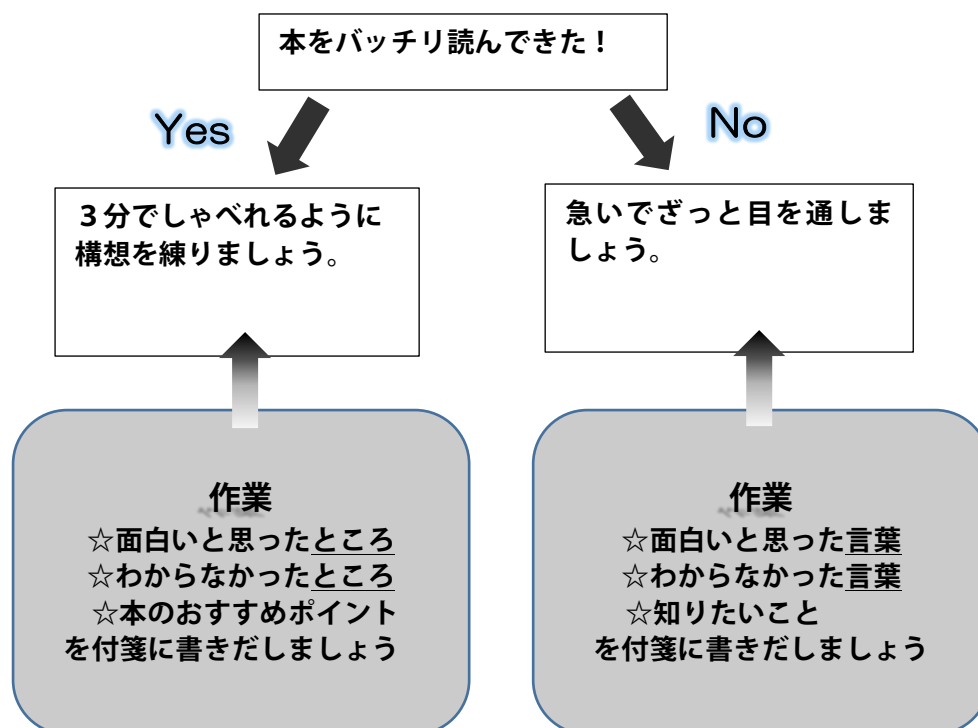 本をバッチリ読んできた！
Yes
No
３分でしゃべれるように
構想を練りましょう。
急いでざっと目を通しま
しょう。
作業
☆面白いと思ったところ
☆わからなかったところ
☆本のおすすめポイント
を付箋に書きだしましょう
作業
☆面白いと思った言葉
☆わからなかった言葉
☆知りたいこと
を付箋に書きだしましょう